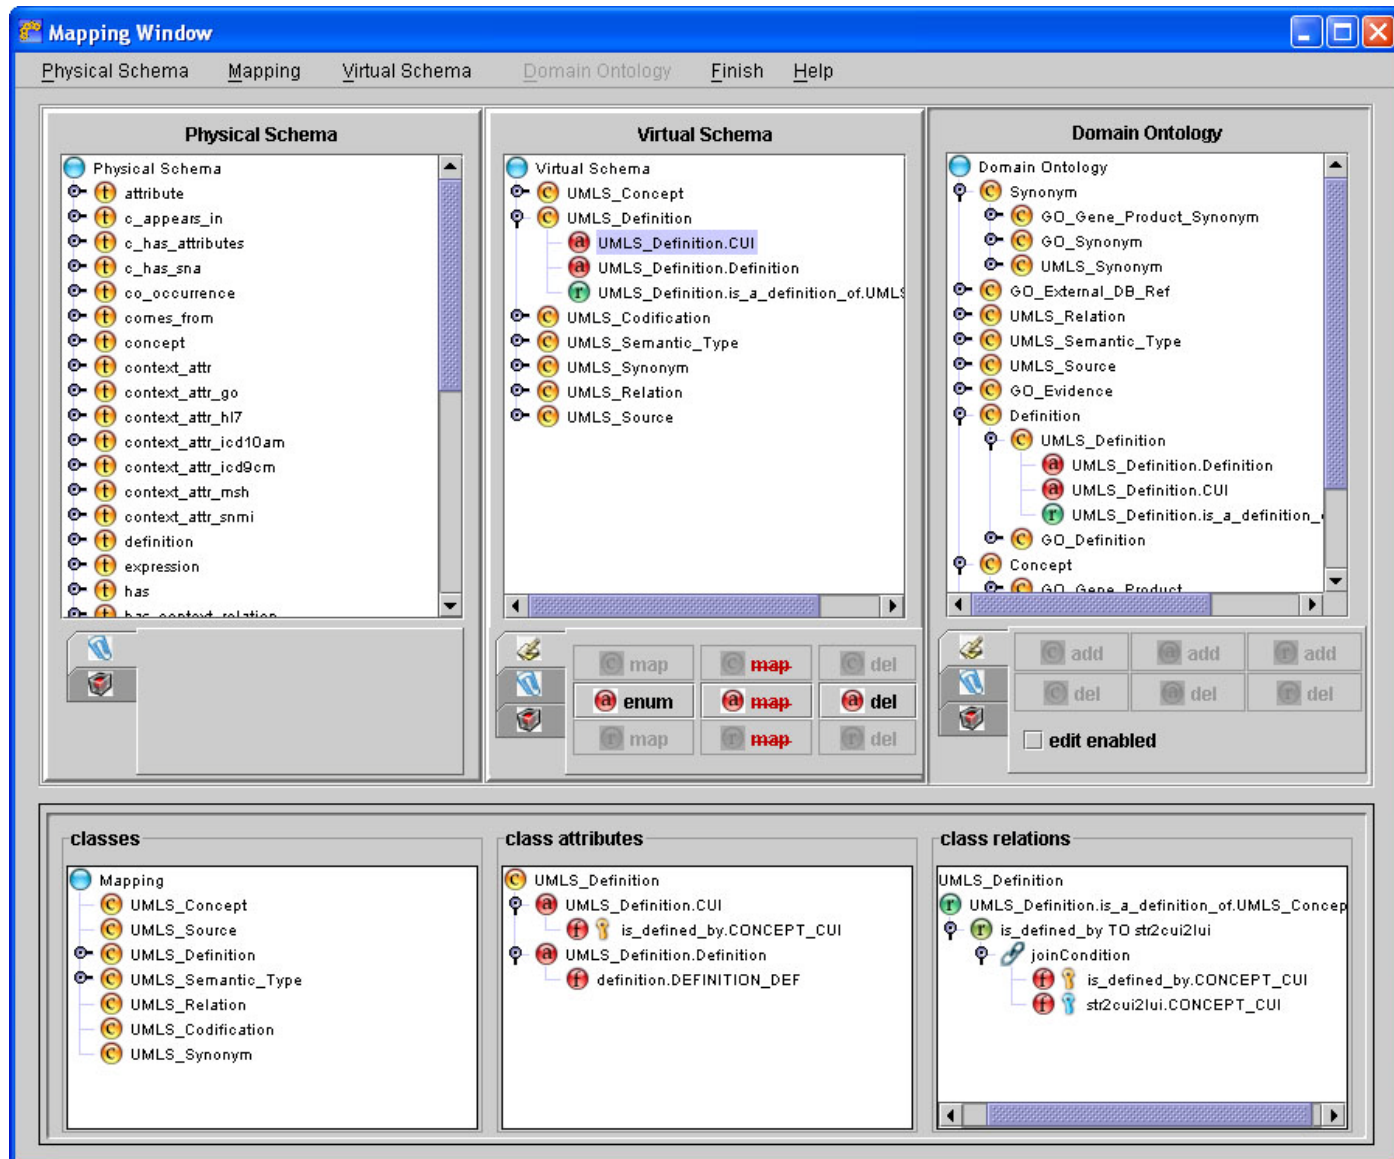 Mapping Window
Physical Schema Mapping Virtual Schema Domain Ontology Finish Help
Physical Schema
Physical Schema
attribute
c_appears_in
c_has_attributes
c_has_sna
co_occurrence
comes_from
concept
context_attr
context_attr_go
context_attr_hl7
context_attr_icd10am
context_attr_icd9cm
context_attr_msh
context_attr_snmi
definition
expression
has
has_context_relation
Virtual Schema
Virtual Schema
UMLS_Concept
UMLS_Definition
UMLS_Definition.CUI
UMLS_Definition.Definition
UMLS_Definition.is_a_definition_of.UMLS
UMLS_Codification
UMLS_Semantic_Type
UMLS_Synonym
UMLS_Relation
UMLS_Source
c map c map c del
a enum a map a del
r map r map r del
Domain Ontology
Domain Ontology
Synonym
GO_Gene_Product_Synonym
GO_Synonym
UMLS_Synonym
GO_External_DB_Ref
UMLS_Relation
UMLS_Semantic_Type
UMLS_Source
GO_Evidence
Definition
UMLS_Definition
UMLS_Definition.Definition
UMLS_Definition.CUI
UMLS_Definition.is_a_definition_
GO_Definition
Concept
GO_Gene_Product
c add a add r add
c del a del r del
edit enabled
classes
Mapping
UMLS_Concept
UMLS_Source
UMLS_Definition
UMLS_Semantic_Type
UMLS_Relation
UMLS_Codification
UMLS_Synonym
class attributes
UMLS_Definition
UMLS_Definition.CUI
is_defined_by.CONCEPT_CUI
UMLS_Definition.Definition
definition.DEFINITION_DEF
class relations
UMLS_Definition
UMLS_Definition.is_a_definition_of.UMLS_Concep
is_defined_by TO str2cui2lui
joinCondition
is_defined_by.CONCEPT_CUI
str2cui2lui.CONCEPT_CUI